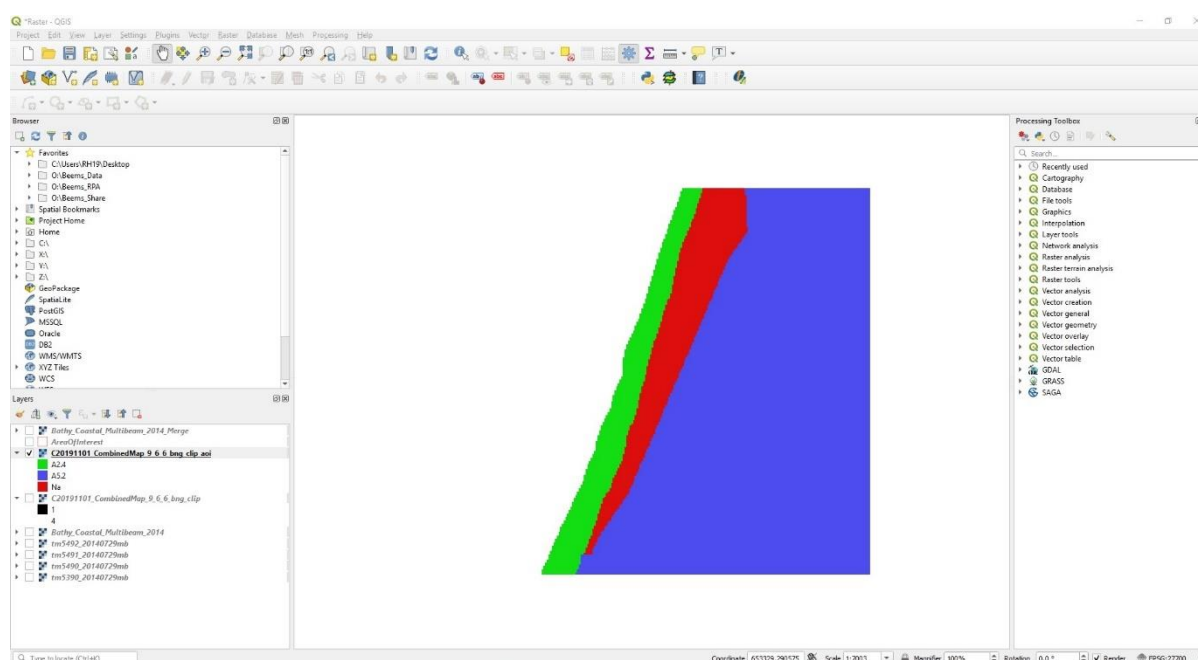 *Raster - QGIS
Project Edit View Layer Settings Plugins Vector Raster Database Mesh Processing Help
Browser
Favorites
C:\Users\RH19\Desktop
O:\Beems_Data
O:\Beems_RPA
O:\Beems_Share
Spatial Bookmarks
Project Home
Home
C:\
X:\
Y:\
Z:\
GeoPackage
SpatiaLite
PostGIS
MSSQL
Oracle
DB2
WMS/WMTS
XYZ Tiles
WCS
Layers
Bathy_Coastal_Multibeam_2014_Merge
AreaOfInterest
C20191101_CombinedMap_9_6_6_bng_clip_aoi
A2.4
A5.2
Na
C20191101_CombinedMap_9_6_6_bng_clip
1
4
Bathy_Coastal_Multibeam_2014
tm5492_20140729mb
tm5491_20140729mb
tm5490_20140729mb
tm5390_20140729mb
Processing Toolbox
Search...
Recently used
Cartography
Database
File tools
Graphics
Interpolation
Layer tools
Network analysis
Raster analysis
Raster terrain analysis
Raster tools
Vector analysis
Vector creation
Vector general
Vector geometry
Vector overlay
Vector selection
Vector table
GDAL
GRASS
SAGA
Type to locate (Ctrl+K)
Coordinate 653329,290525 Scale 1:7003 Magnifier 100% Rotation 0.0 ° Render EPSG:27700